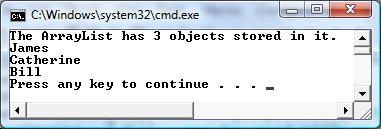 C:\Windows\system32\cmd.exe
The ArrayList has 3 objects stored in it.
James
Catherine
Bill
Press any key to continue . . . _